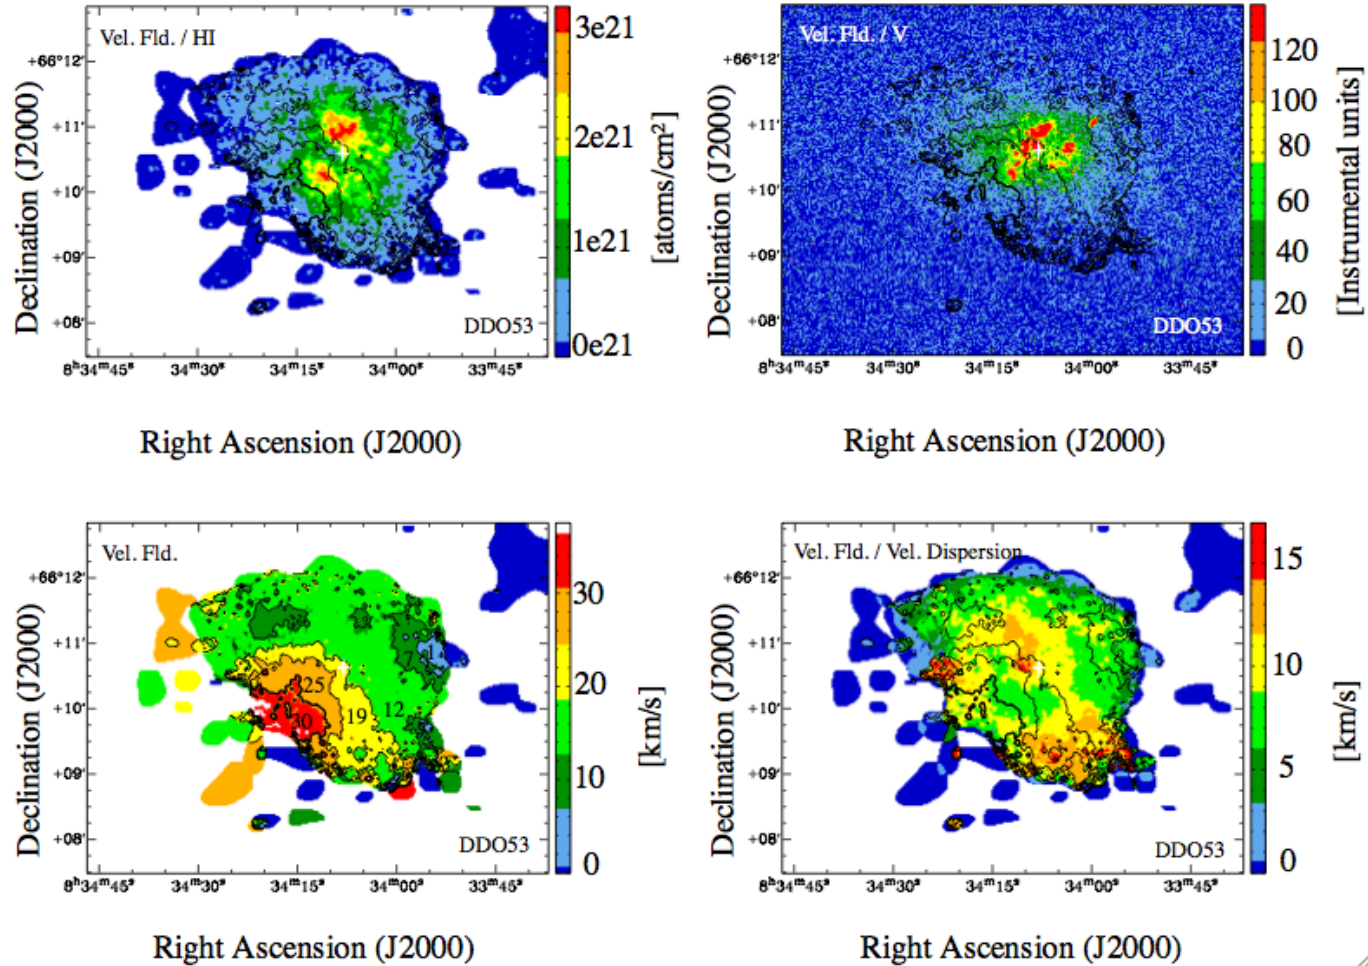 Vel. Fld. / HI
+66°12′
+11′
+10′
+09′
+08′
Declination (J2000)
DDO53
8ʰ34ᵐ45ˢ 34ᵐ30ˢ 34ᵐ15ˢ 34ᵐ00ˢ 33ᵐ45ˢ
Right Ascension (J2000)
3e21
2e21
1e21
0e21
[atoms/cm²]
Vel. Fld. / V
+66°12′
+11′
+10′
+09′
+08′
Declination (J2000)
DDO53
8ʰ34ᵐ45ˢ 34ᵐ30ˢ 34ᵐ15ˢ 34ᵐ00ˢ 33ᵐ45ˢ
Right Ascension (J2000)
120
100
80
60
40
20
0
[Instrumental units]
Vel. Fld.
+66°12′
+11′
+10′
+09′
+08′
Declination (J2000)
25
30
19
12
1
DDO53
8ʰ34ᵐ45ˢ 34ᵐ30ˢ 34ᵐ15ˢ 34ᵐ00ˢ 33ᵐ45ˢ
Right Ascension (J2000)
30
20
10
0
[km/s]
Vel. Fld. / Vel. Dispersion
+66°12′
+11′
+10′
+09′
+08′
Declination (J2000)
DDO53
8ʰ34ᵐ45ˢ 34ᵐ30ˢ 34ᵐ15ˢ 34ᵐ00ˢ 33ᵐ45ˢ
Right Ascension (J2000)
15
10
5
0
[km/s]